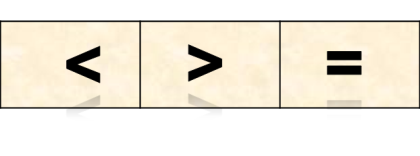 < > =